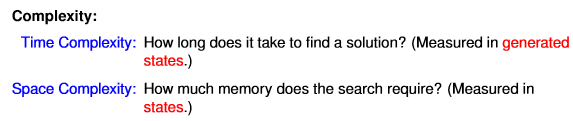 Complexity:
Time Complexity: How long does it take to find a solution? (Measured in generated
states.)
Space Complexity: How much memory does the search require? (Measured in
states.)